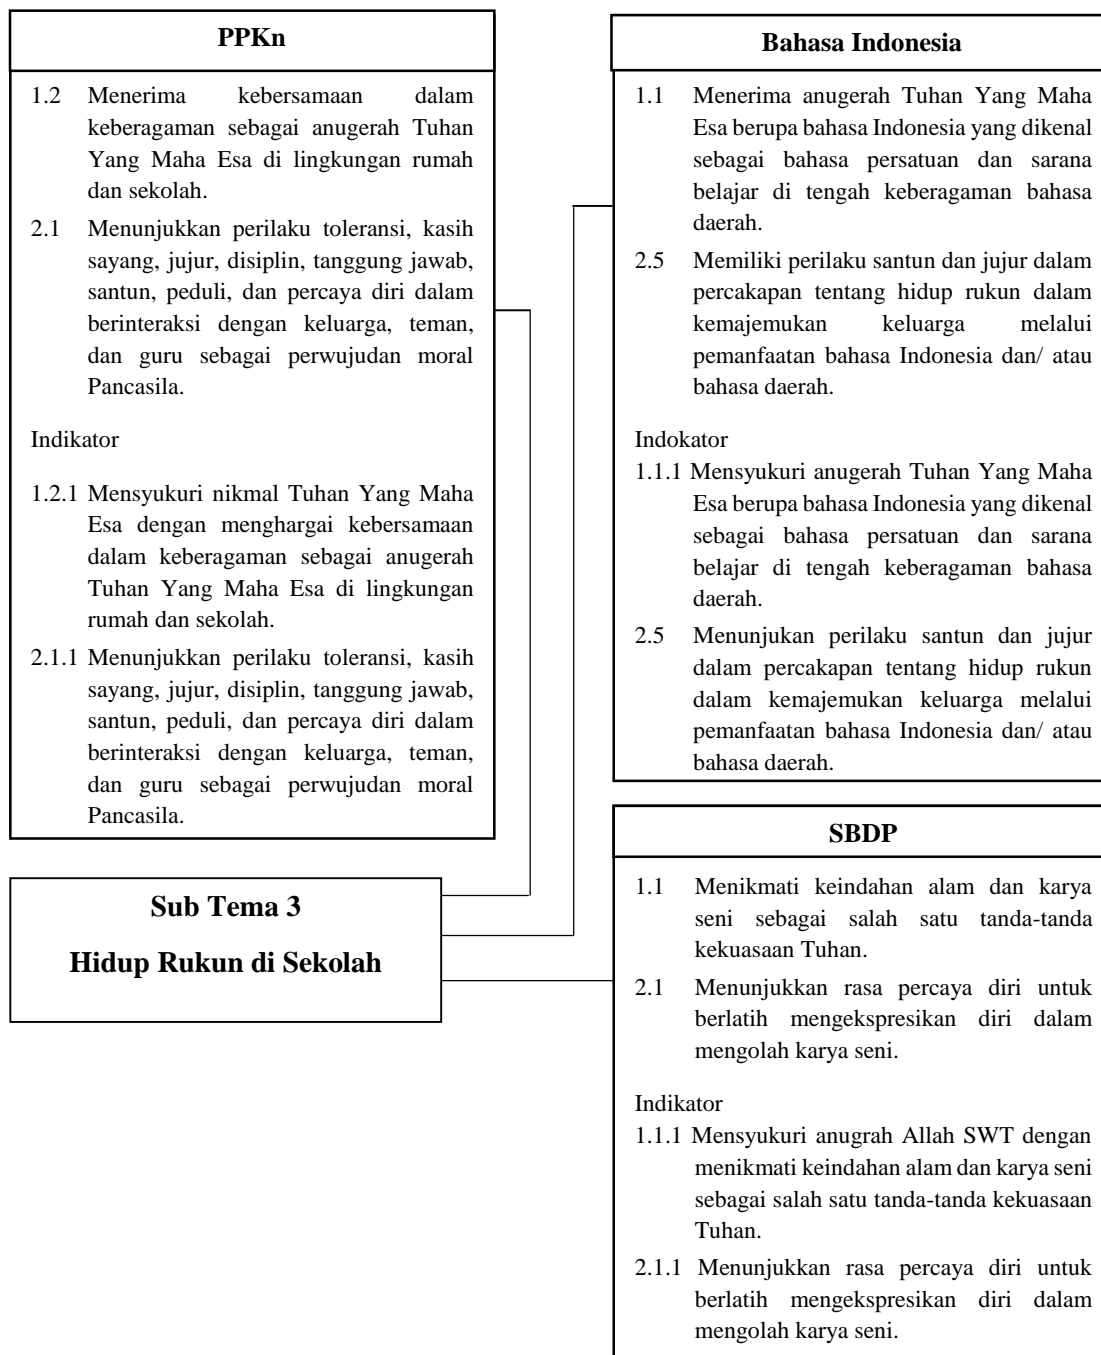 PPKn
1.2 Menerima kebersamaan dalam
keberagaman sebagai anugerah Tuhan
Yang Maha Esa di lingkungan rumah
dan sekolah.
2.1 Menunjukkan perilaku toleransi, kasih
sayang, jujur, disiplin, tanggung jawab,
santun, peduli, dan percaya diri dalam
berinteraksi dengan keluarga, teman,
dan guru sebagai perwujudan moral
Pancasila.
Indikator
1.2.1 Mensyukuri nikmal Tuhan Yang Maha
Esa dengan menghargai kebersamaan
dalam keberagaman sebagai anugerah
Tuhan Yang Maha Esa di lingkungan
rumah dan sekolah.
2.1.1 Menunjukkan perilaku toleransi, kasih
sayang, jujur, disiplin, tanggung jawab,
santun, peduli, dan percaya diri dalam
berinteraksi dengan keluarga, teman,
dan guru sebagai perwujudan moral
Pancasila.
Bahasa Indonesia
1.1 Menerima anugerah Tuhan Yang Maha
Esa berupa bahasa Indonesia yang dikenal
sebagai bahasa persatuan dan sarana
belajar di tengah keberagaman bahasa
daerah.
2.5 Memiliki perilaku santun dan jujur dalam
percakapan tentang hidup rukun dalam
kemajemukan keluarga melalui
pemanfaatan bahasa Indonesia dan/ atau
bahasa daerah.
Indokator
1.1.1 Mensyukuri anugerah Tuhan Yang Maha
Esa berupa bahasa Indonesia yang dikenal
sebagai bahasa persatuan dan sarana
belajar di tengah keberagaman bahasa
daerah.
2.5 Menunjukan perilaku santun dan jujur
dalam percakapan tentang hidup rukun
dalam kemajemukan keluarga melalui
pemanfaatan bahasa Indonesia dan/ atau
bahasa daerah.
Sub Tema 3
Hidup Rukun di Sekolah
SBDP
1.1 Menikmati keindahan alam dan karya
seni sebagai salah satu tanda-tanda
kekuasaan Tuhan.
2.1 Menunjukkan rasa percaya diri untuk
berlatih mengekspresikan diri dalam
mengolah karya seni.
Indikator
1.1.1 Mensyukuri anugrah Allah SWT dengan
menikmati keindahan alam dan karya seni
sebagai salah satu tanda-tanda kekuasaan
Tuhan.
2.1.1 Menunjukkan rasa percaya diri untuk
berlatih mengekspresikan diri dalam
mengolah karya seni.